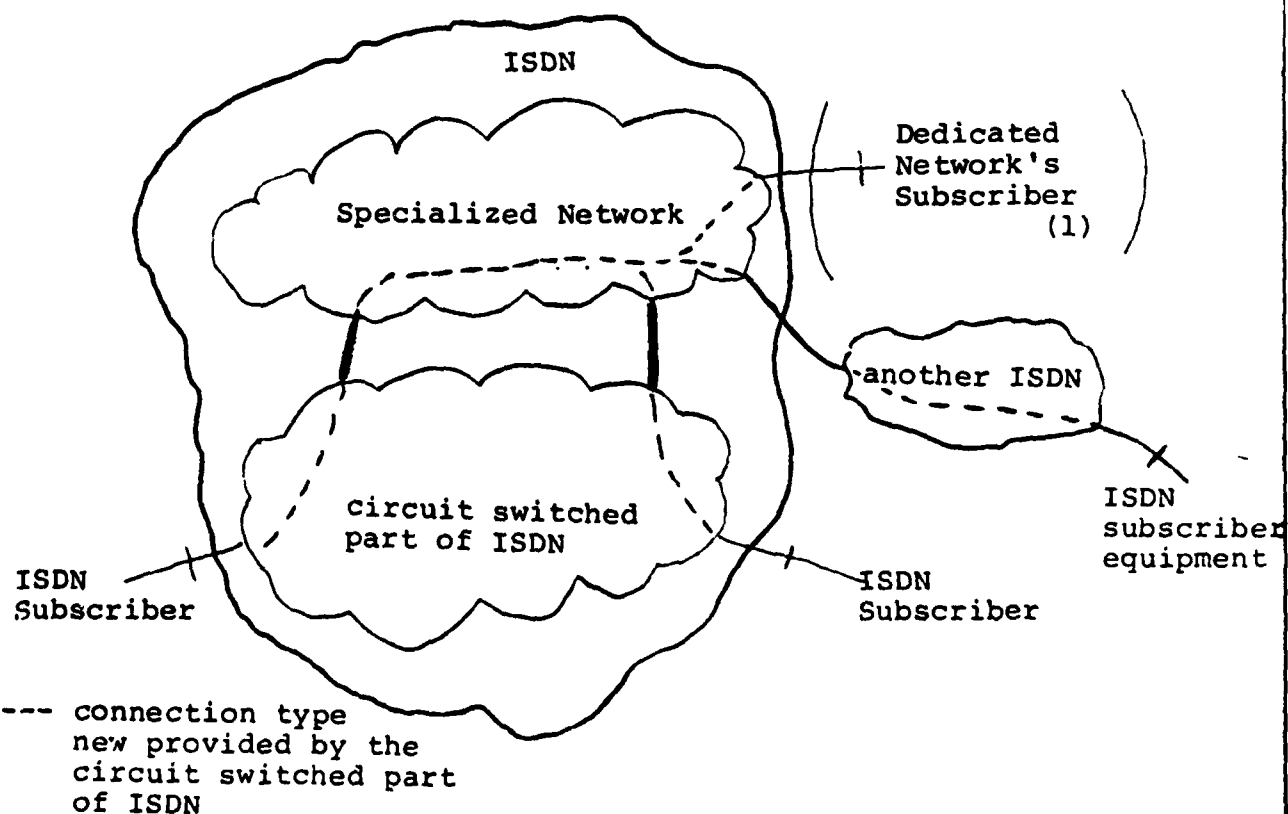 ISDN
Dedicated
Network's
Subscriber
(1)
Specialized Network
another ISDN
circuit switched
part of ISDN
ISDN
subscriber
equipment
ISDN
Subscriber
ISDN
Subscriber
--- connection type
new provided by the
circuit switched part
of ISDN